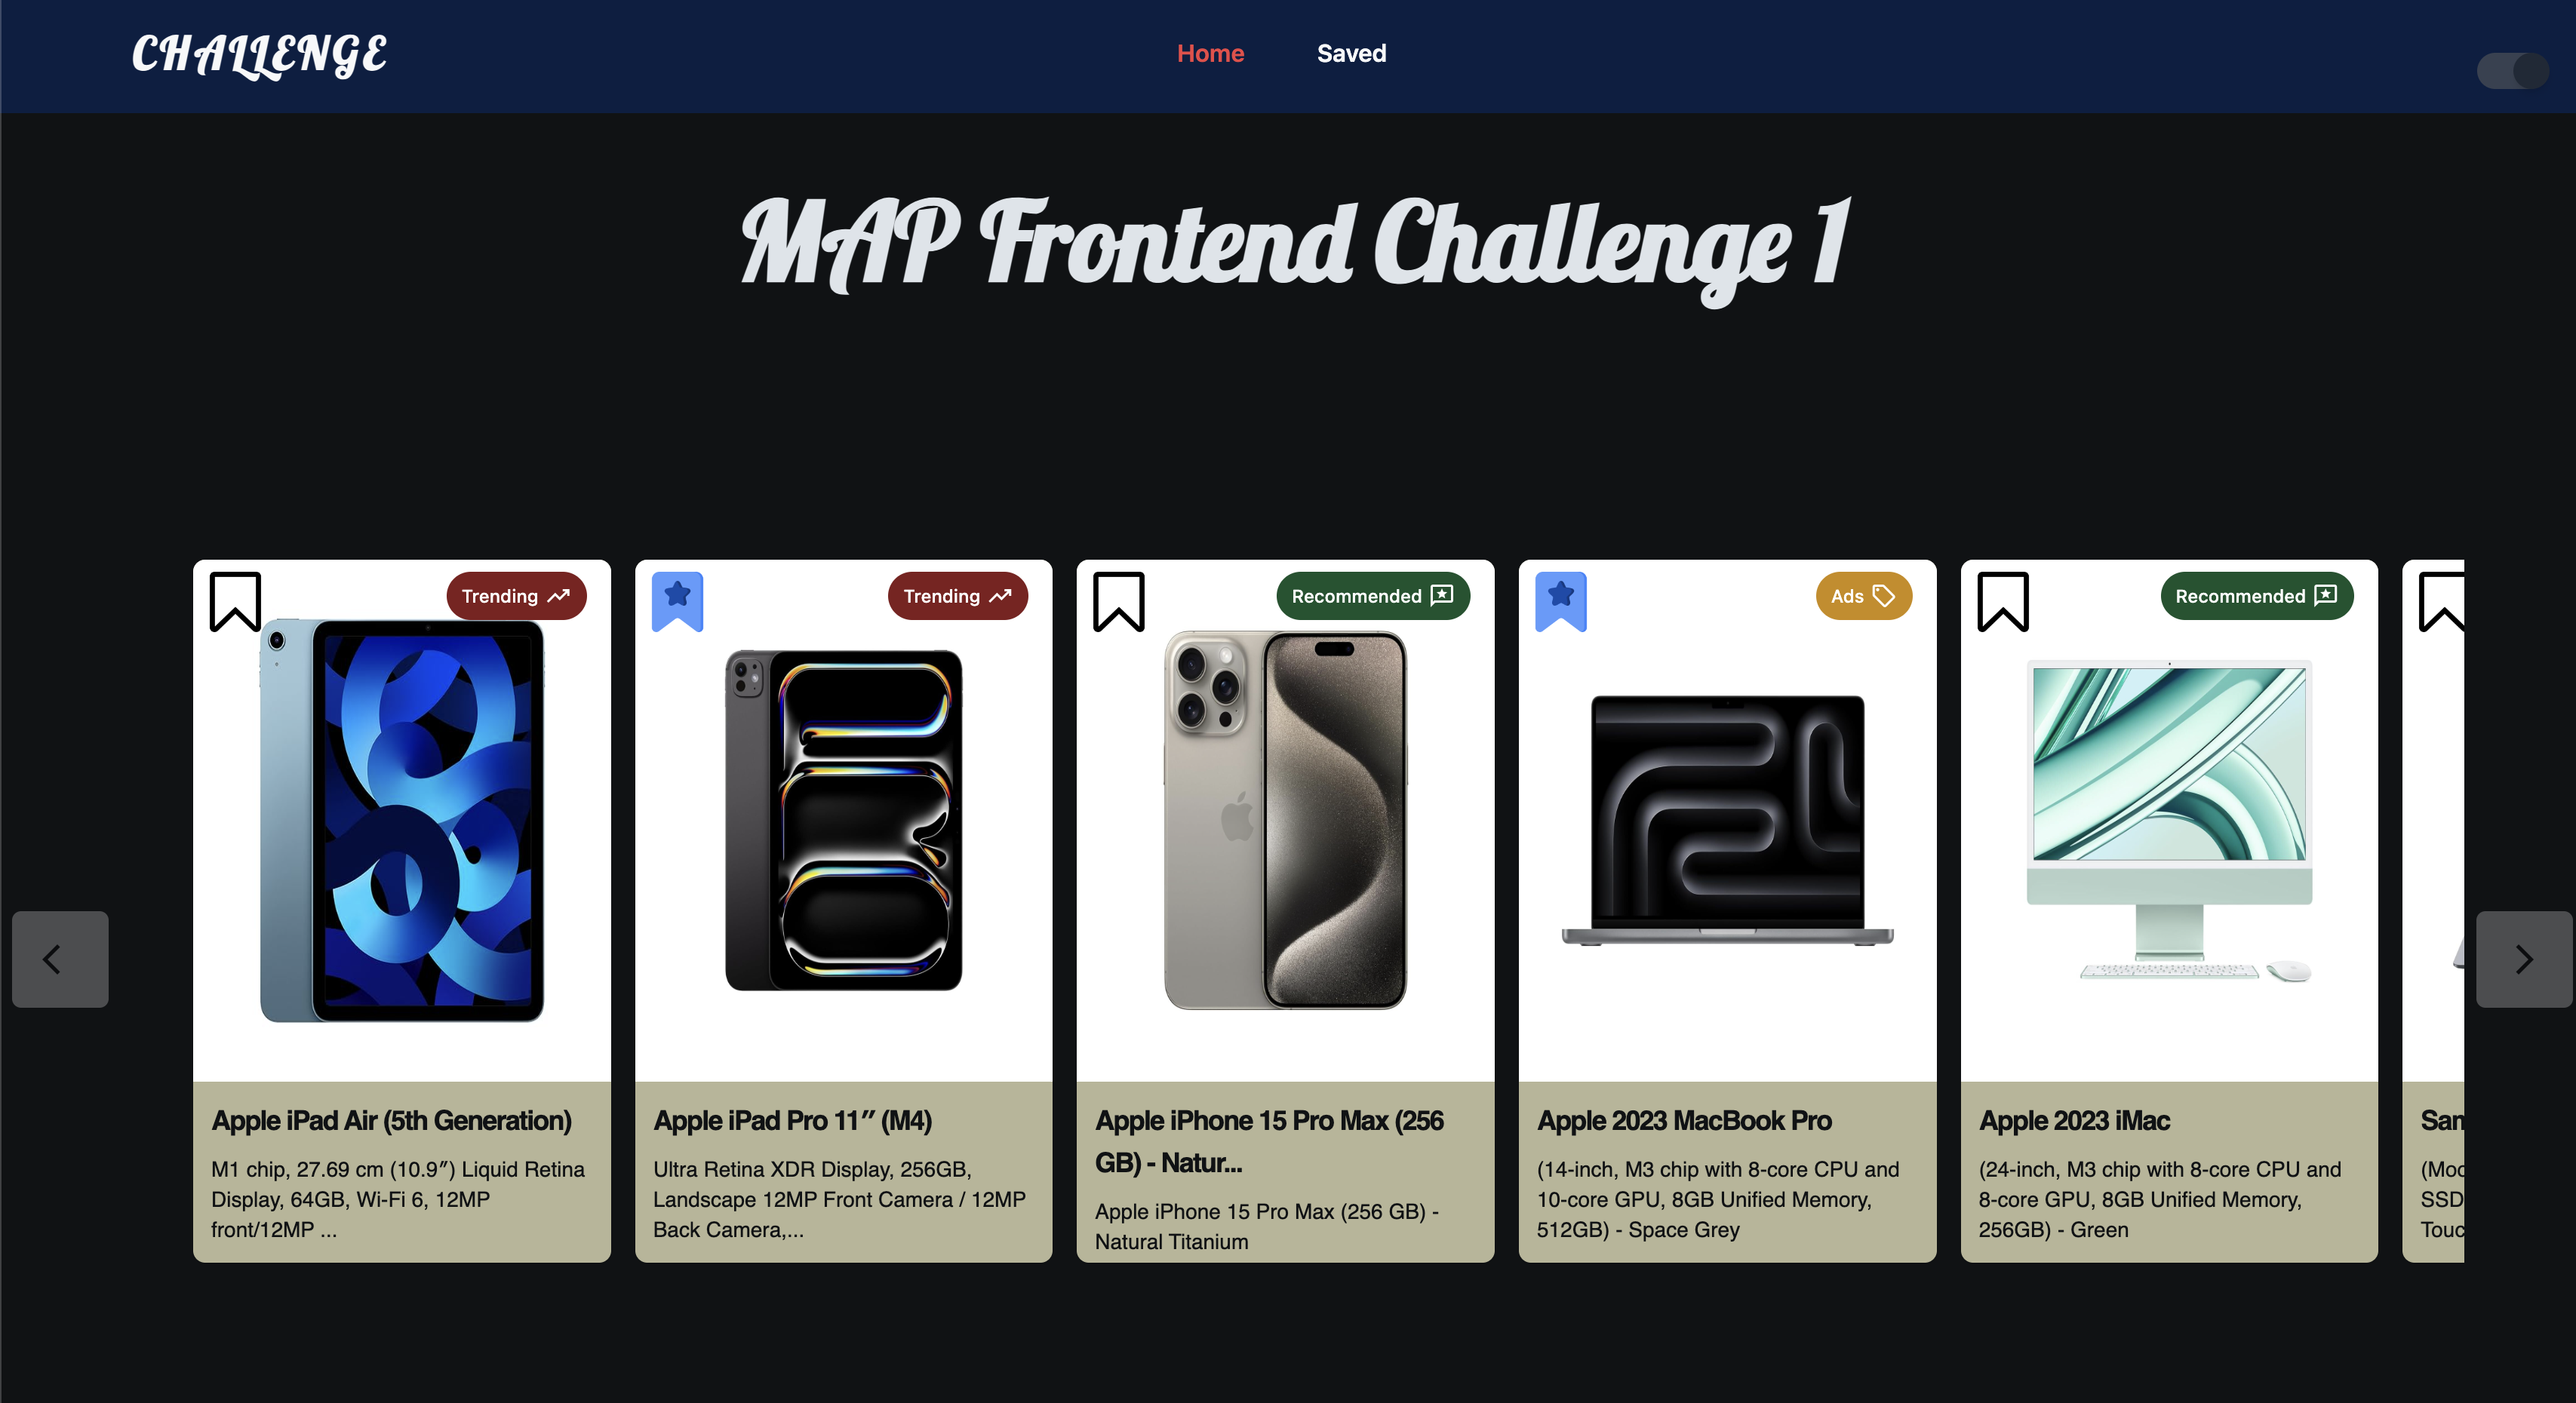 CHALLENGE
Home
Saved
MAP Frontend Challenge 1
Trending
Trending
Recommended
Ads
Recommended
Apple iPad Air (5th Generation)
M1 chip, 27.69 cm (10.9″) Liquid Retina
Display, 64GB, Wi-Fi 6, 12MP
front/12MP ...
Apple iPad Pro 11″ (M4)
Ultra Retina XDR Display, 256GB,
Landscape 12MP Front Camera / 12MP
Back Camera,...
Apple iPhone 15 Pro Max (256
GB) - Natur...
Apple iPhone 15 Pro Max (256 GB) -
Natural Titanium
Apple 2023 MacBook Pro
(14-inch, M3 chip with 8-core CPU and
10-core GPU, 8GB Unified Memory,
512GB) - Space Grey
Apple 2023 iMac
(24-inch, M3 chip with 8-core CPU and
8-core GPU, 8GB Unified Memory,
256GB) - Green
SSD